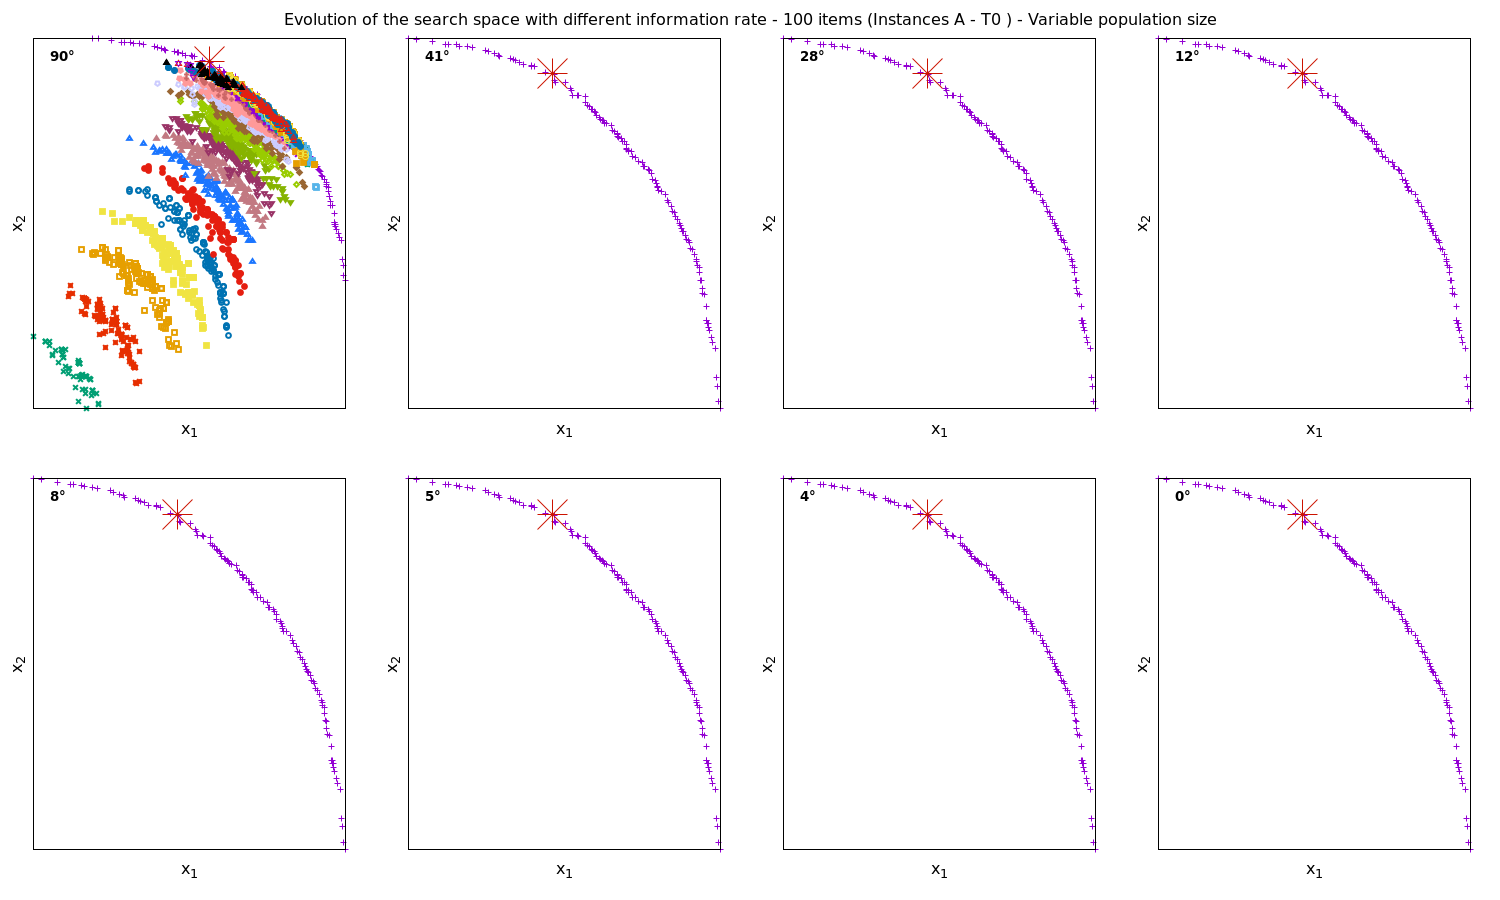 Evolution of the search space with different information rate - 100 items (Instances A - T0 ) - Variable population size
90°
41°
28°
12°
x2
x2
x2
x2
x1
x1
x1
x1
8°
5°
4°
0°
x2
x2
x2
x2
x1
x1
x1
x1